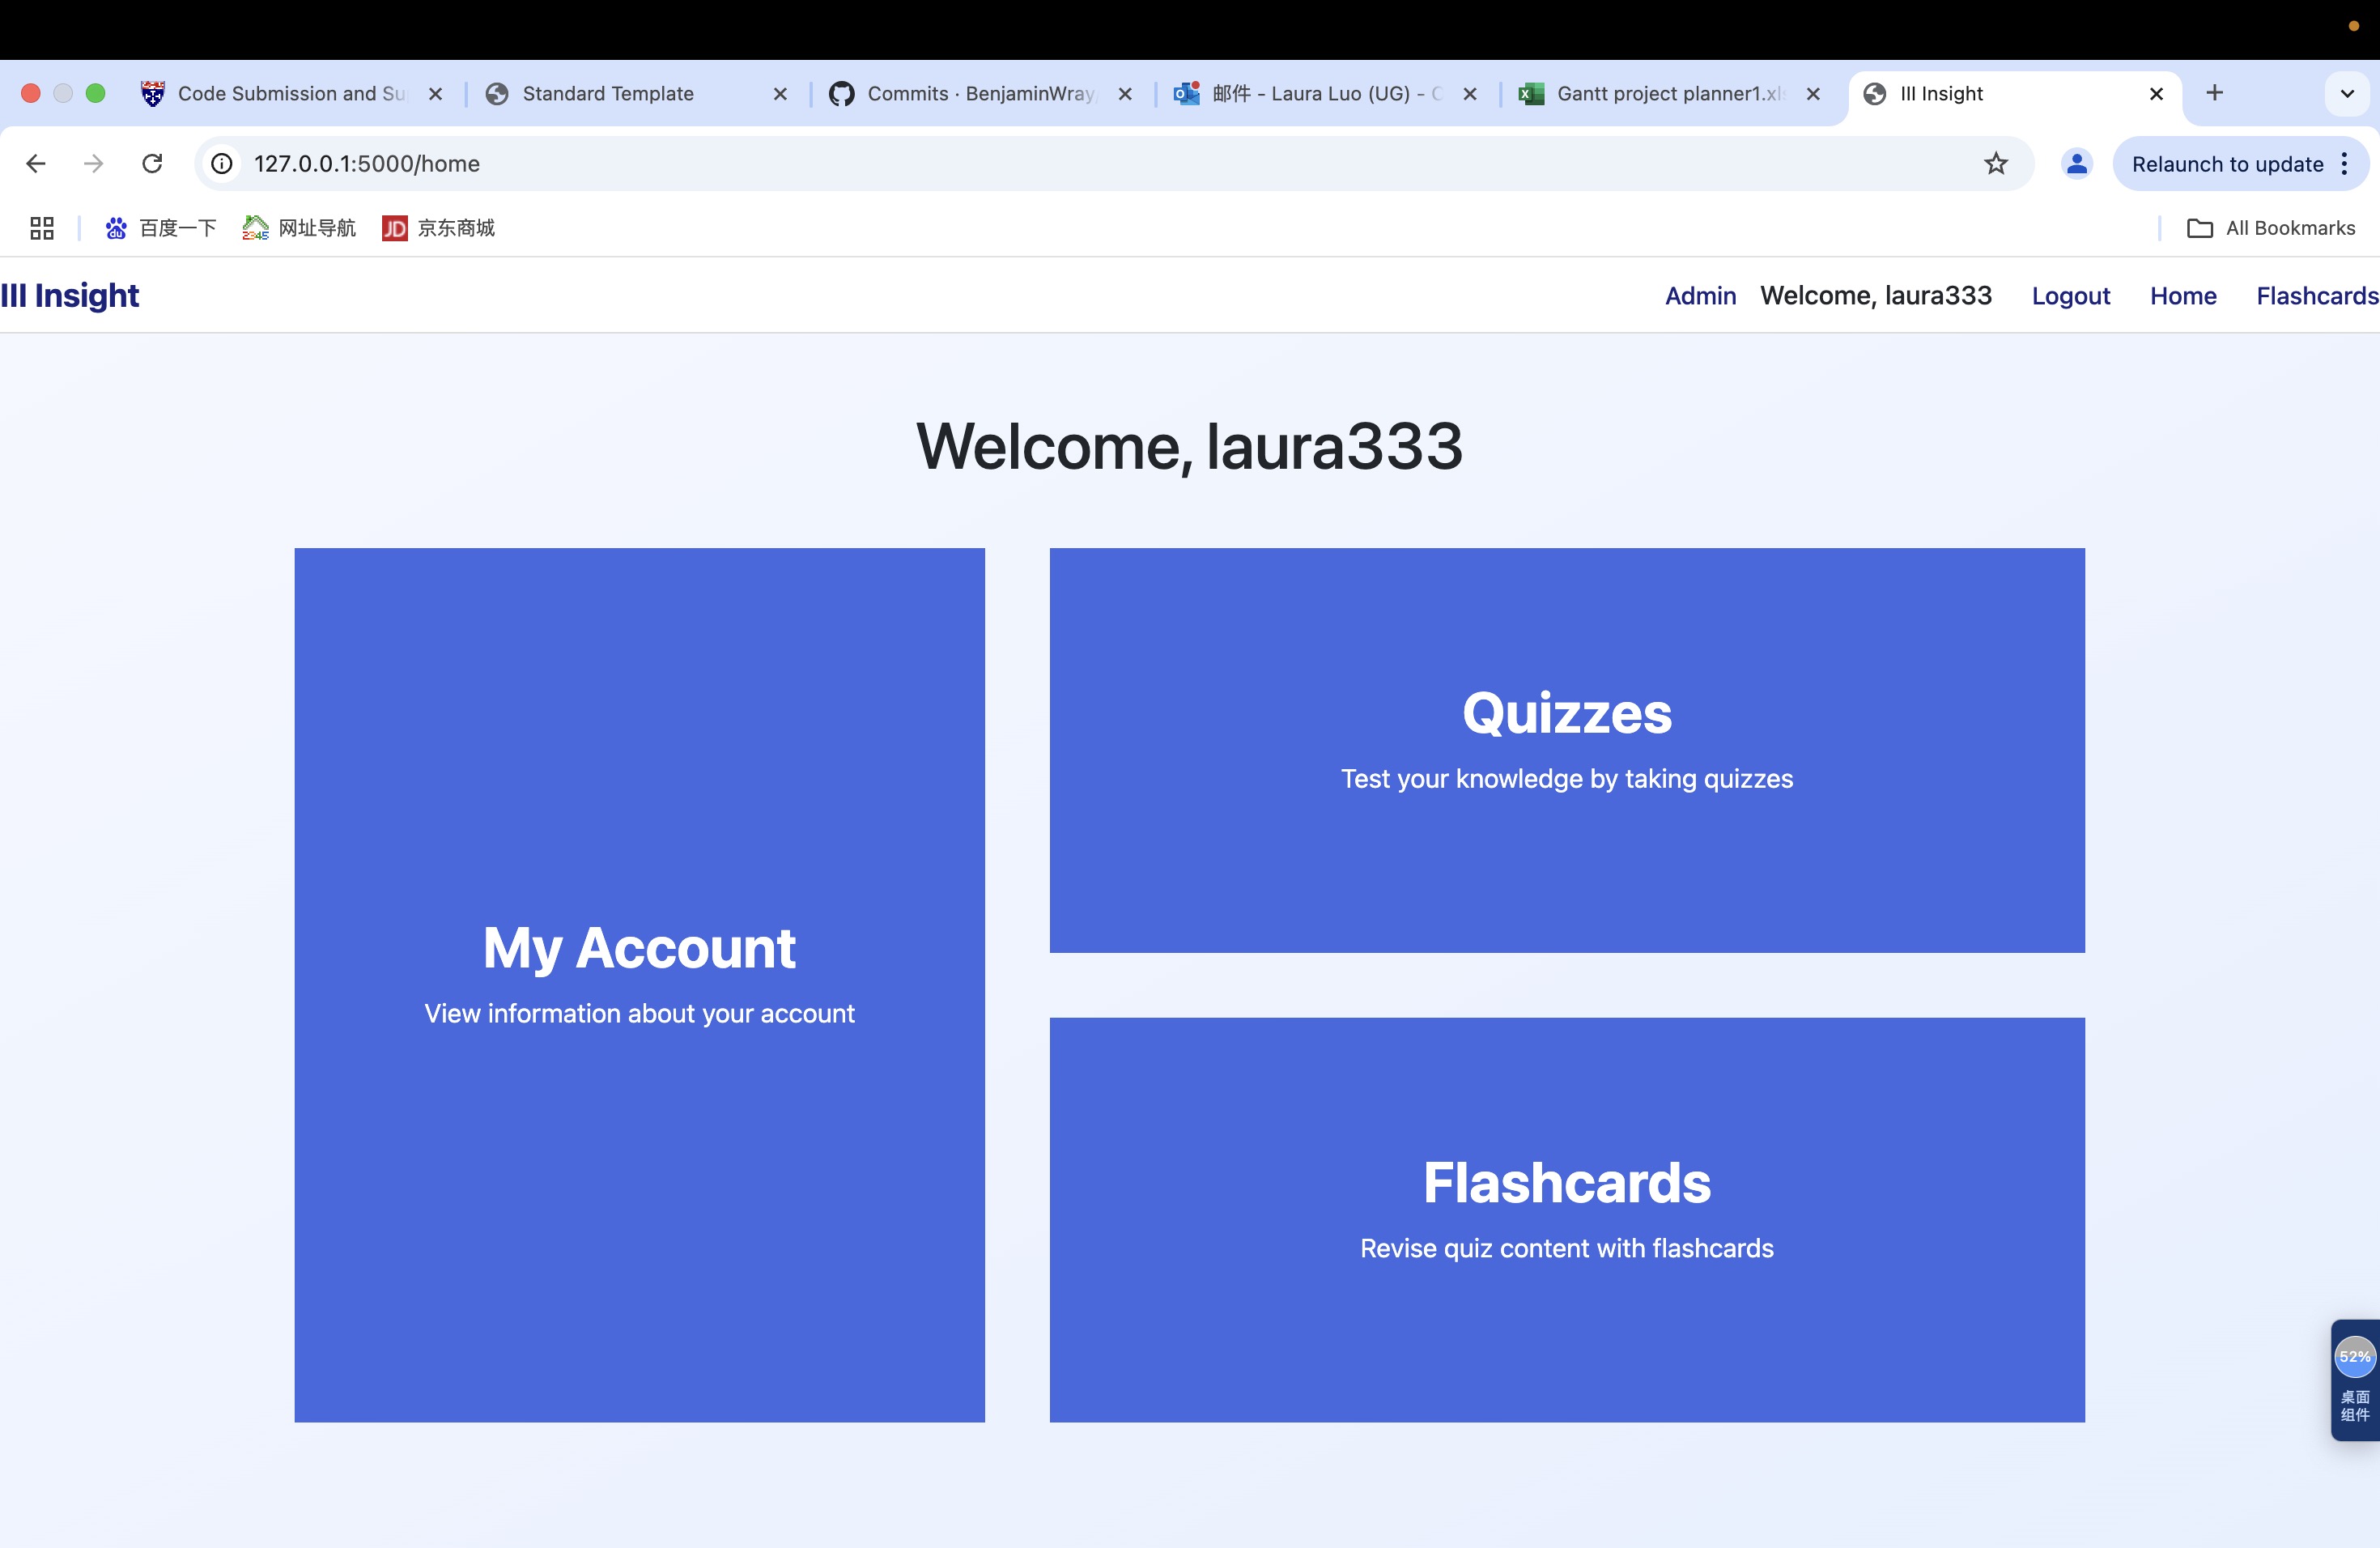 Code Submission and Su
Standard Template
Commits · BenjaminWray
邮件 - Laura Luo (UG) -
Gantt project planner1.xls
III Insight
127.0.0.1:5000/home
Relaunch to update
du
百度一下
2345
网址导航
JD
京东商城
All Bookmarks
III Insight
Admin
Welcome, laura333
Logout
Home
Flashcards
Welcome, laura333
My Account
View information about your account
Quizzes
Test your knowledge by taking quizzes
Flashcards
Revise quiz content with flashcards
52%
桌面
组件